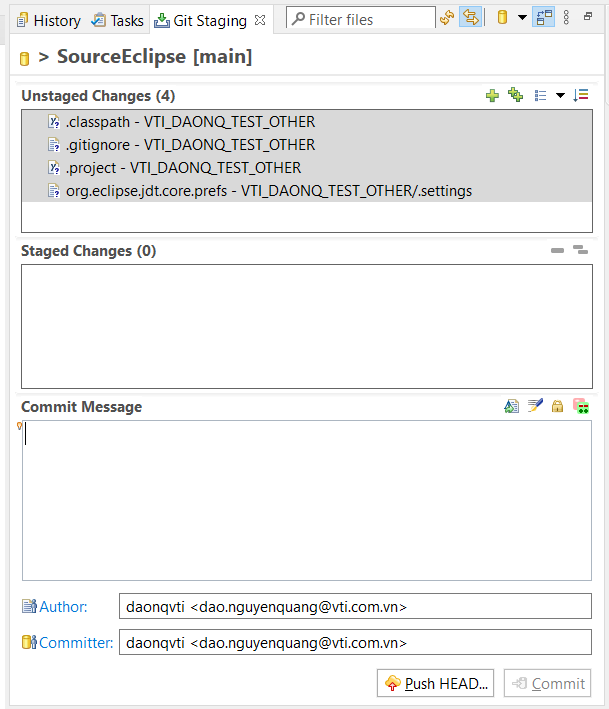 History Tasks Git Staging Filter files
> SourceEclipse [main]
Unstaged Changes (4)
.classpath - VTI_DAONQ_TEST_OTHER
.gitignore - VTI_DAONQ_TEST_OTHER
.project - VTI_DAONQ_TEST_OTHER
org.eclipse.jdt.core.prefs - VTI_DAONQ_TEST_OTHER/.settings
Staged Changes (0)
Commit Message
Author: daonqvti <dao.nguyenquang@vti.com.vn>
Committer: daonqvti <dao.nguyenquang@vti.com.vn>
Push HEAD... Commit